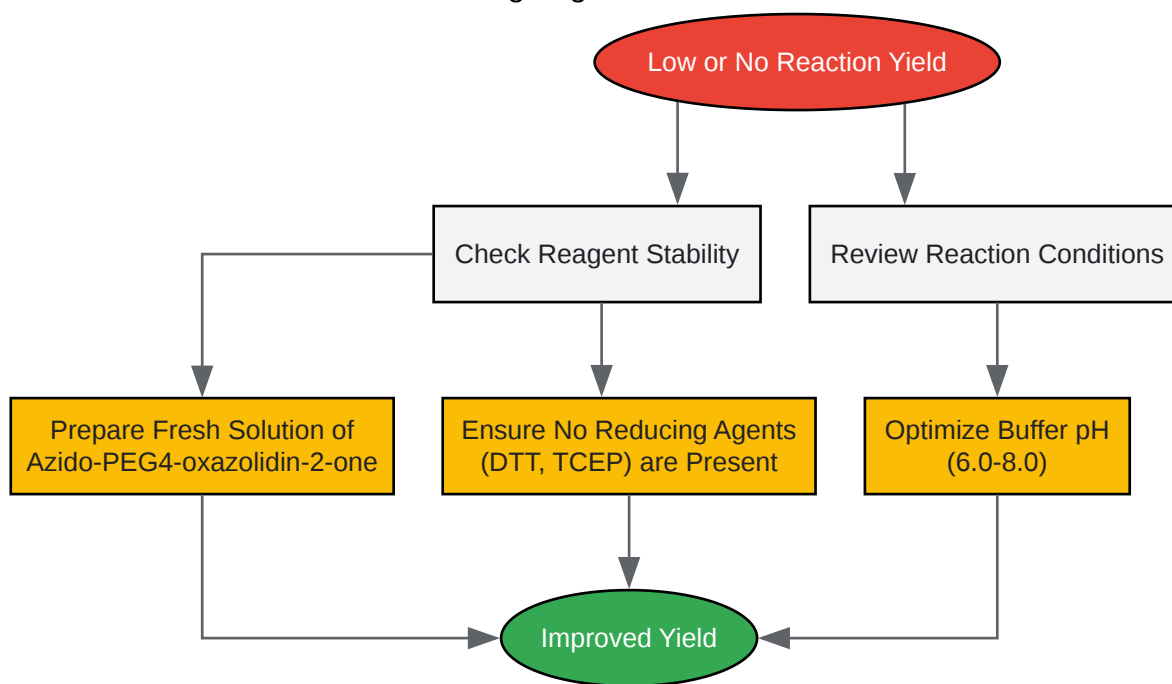 Low or No Reaction Yield
Check Reagent Stability
Review Reaction Conditions
Prepare Fresh Solution of
Azido-PEG4-oxazolidin-2-one
Ensure No Reducing Agents
(DTT, TCEP) are Present
Optimize Buffer pH
(6.0-8.0)
Improved Yield